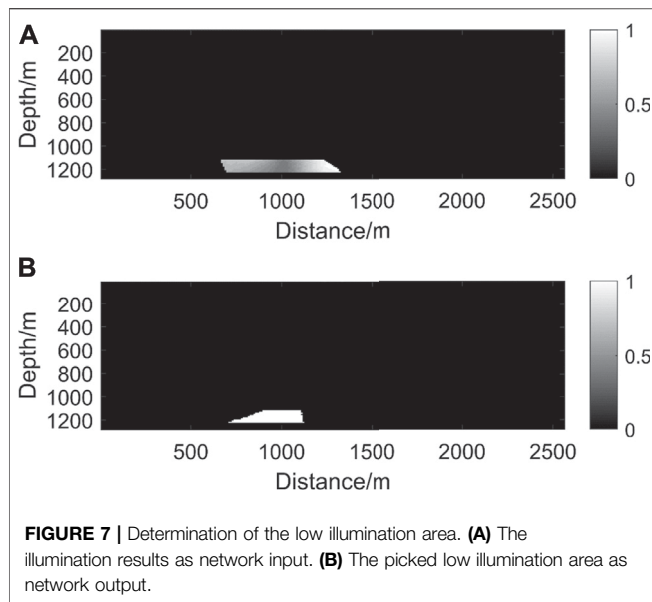 A
Depth/m
200
400
600
800
1000
1200
500 1000 1500 2000 2500
Distance/m
1
0.5
0
B
Depth/m
200
400
600
800
1000
1200
500 1000 1500 2000 2500
Distance/m
1
0.5
0
FIGURE 7 | Determination of the low illumination area. (A) The
illumination results as network input. (B) The picked low illumination area as
network output.